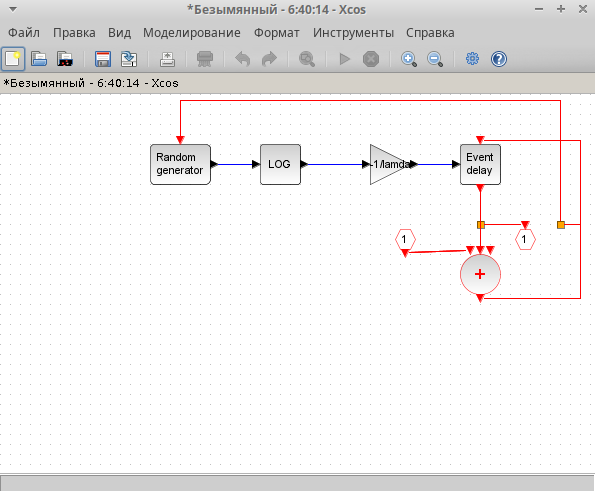 *Безымянный - 6:40:14 - Xcos
Файл Правка Вид Моделирование Формат Инструменты Справка
*Безымянный - 6:40:14 - Xcos
Random
generator
LOG
-1/lamda
Event
delay
1
1
+